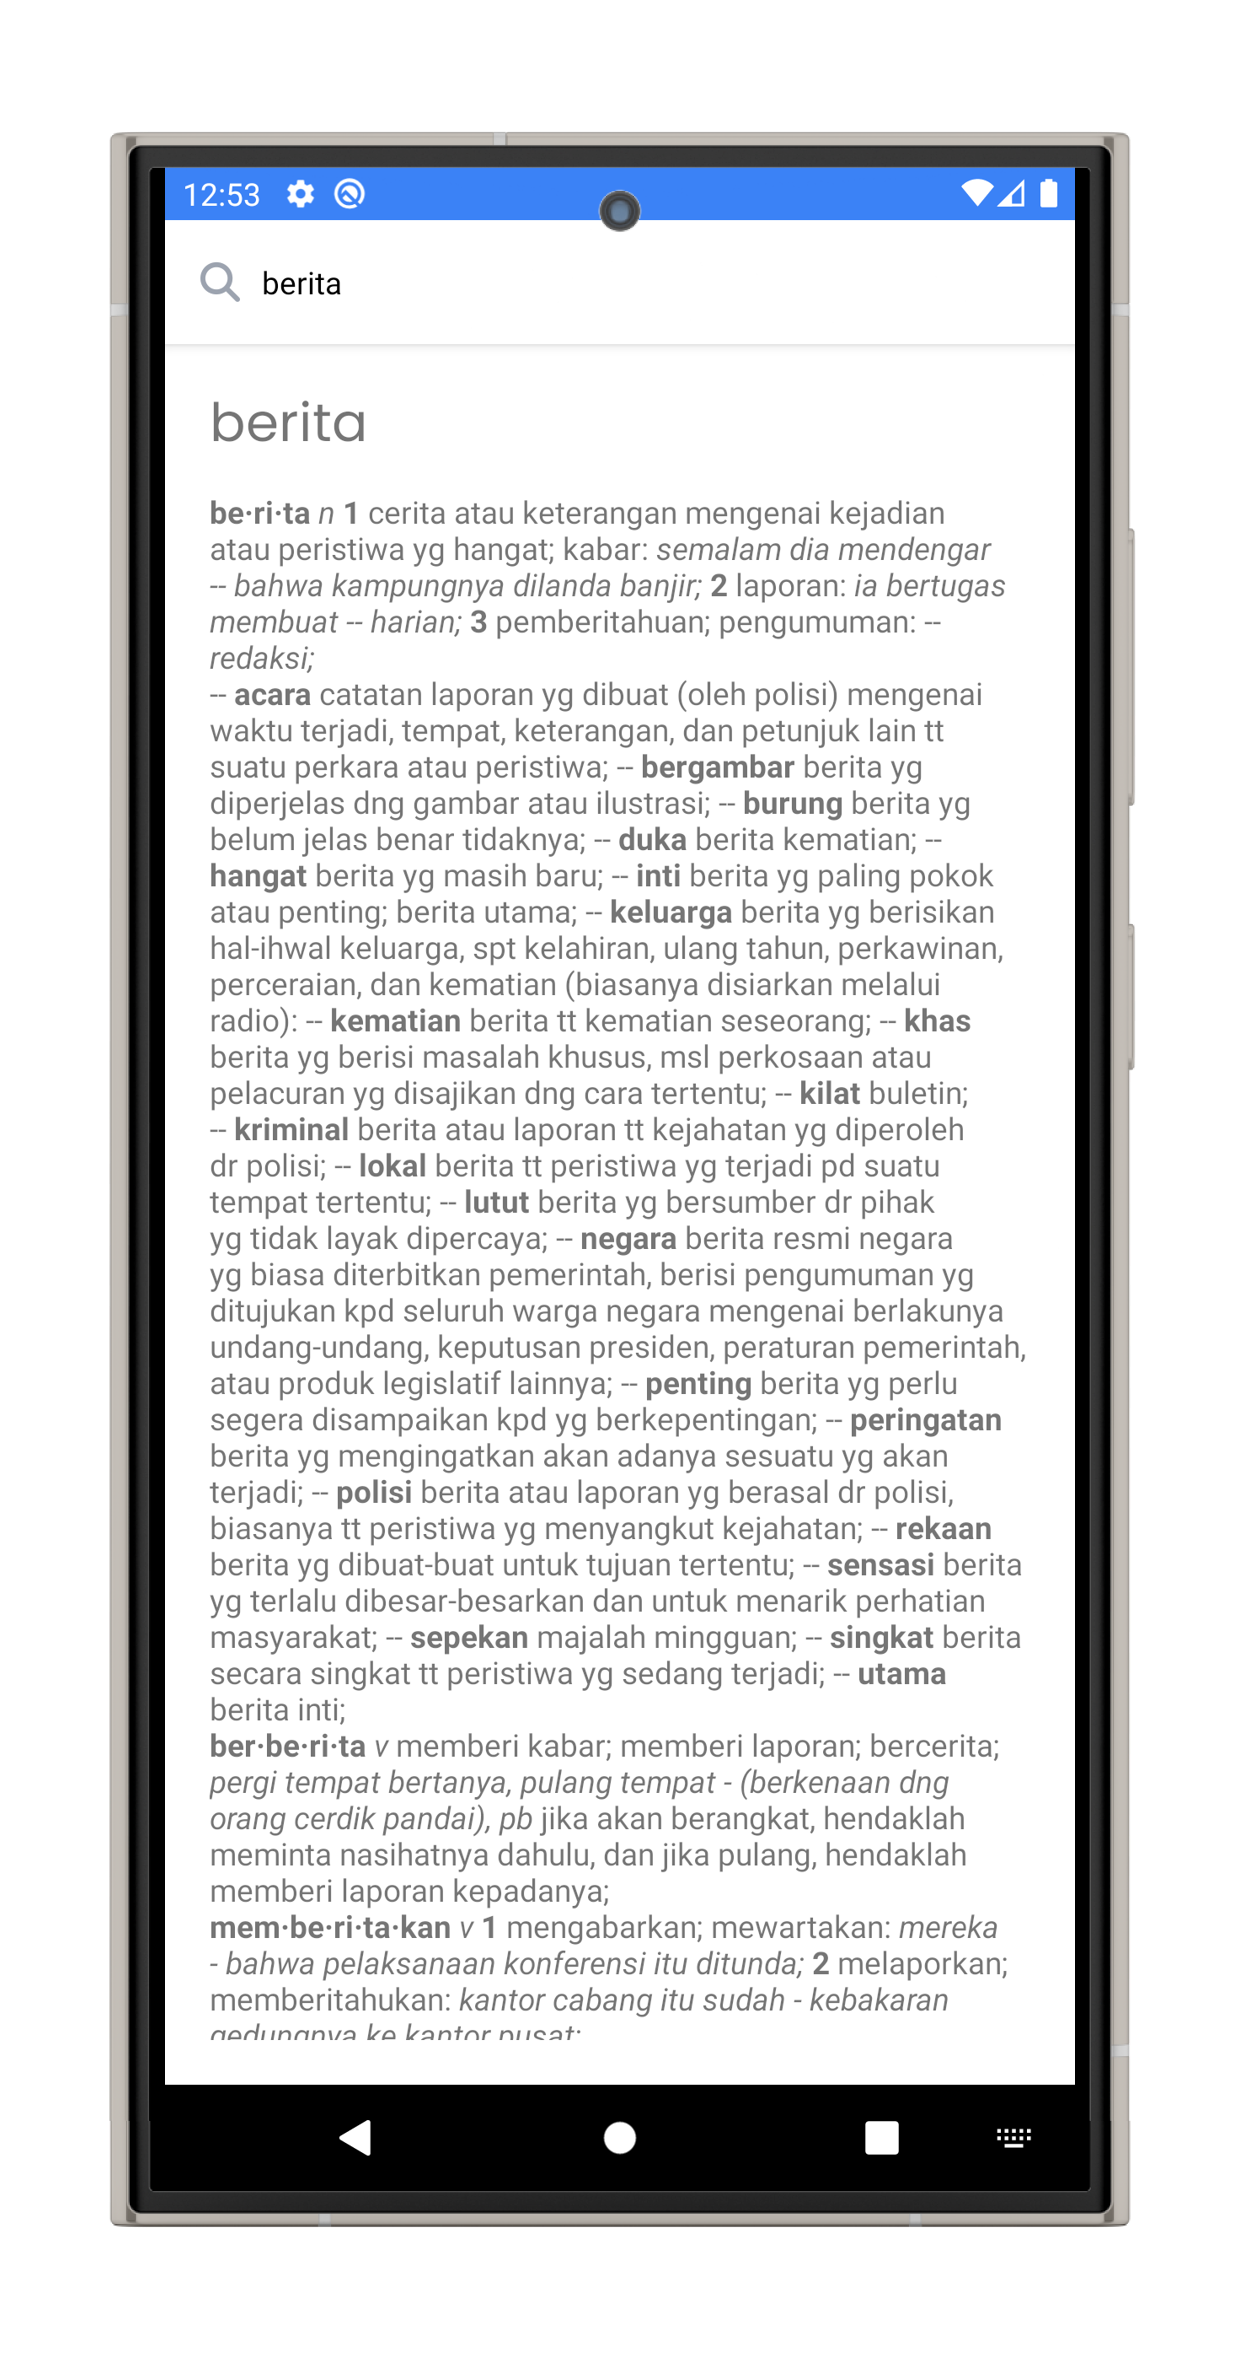 12:53
berita
berita
be·ri·ta n 1 cerita atau keterangan mengenai kejadian
atau peristiwa yg hangat; kabar: semalam dia mendengar
-- bahwa kampungnya dilanda banjir; 2 laporan: ia bertugas
membuat -- harian; 3 pemberitahuan; pengumuman: --
redaksi;
-- acara catatan laporan yg dibuat (oleh polisi) mengenai
waktu terjadi, tempat, keterangan, dan petunjuk lain tt
suatu perkara atau peristiwa; -- bergambar berita yg
diperjelas dng gambar atau ilustrasi; -- burung berita yg
belum jelas benar tidaknya; -- duka berita kematian; --
hangat berita yg masih baru; -- inti berita yg paling pokok
atau penting; berita utama; -- keluarga berita yg berisikan
hal-ihwal keluarga, spt kelahiran, ulang tahun, perkawinan,
perceraian, dan kematian (biasanya disiarkan melalui
radio): -- kematian berita tt kematian seseorang; -- khas
berita yg berisi masalah khusus, msl perkosaan atau
pelacuran yg disajikan dng cara tertentu; -- kilat buletin;
-- kriminal berita atau laporan tt kejahatan yg diperoleh
dr polisi; -- lokal berita tt peristiwa yg terjadi pd suatu
tempat tertentu; -- lutut berita yg bersumber dr pihak
yg tidak layak dipercaya; -- negara berita resmi negara
yg biasa diterbitkan pemerintah, berisi pengumuman yg
ditujukan kpd seluruh warga negara mengenai berlakunya
undang-undang, keputusan presiden, peraturan pemerintah,
atau produk legislatif lainnya; -- penting berita yg perlu
segera disampaikan kpd yg berkepentingan; -- peringatan
berita yg mengingatkan akan adanya sesuatu yg akan
terjadi; -- polisi berita atau laporan yg berasal dr polisi,
biasanya tt peristiwa yg menyangkut kejahatan; -- rekaan
berita yg dibuat-buat untuk tujuan tertentu; -- sensasi berita
yg terlalu dibesar-besarkan dan untuk menarik perhatian
masyarakat; -- sepekan majalah mingguan; -- singkat berita
secara singkat tt peristiwa yg sedang terjadi; -- utama
berita inti;
ber·be·ri·ta v memberi kabar; memberi laporan; bercerita;
pergi tempat bertanya, pulang tempat - (berkenaan dng
orang cerdik pandai), pb jika akan berangkat, hendaklah
meminta nasihatnya dahulu, dan jika pulang, hendaklah
memberi laporan kepadanya;
mem·be·ri·ta·kan v 1 mengabarkan; mewartakan: mereka
- bahwa pelaksanaan konferensi itu ditunda; 2 melaporkan;
memberitahukan: kantor cabang itu sudah - kebakaran
gedungnya ke kantor pusat;